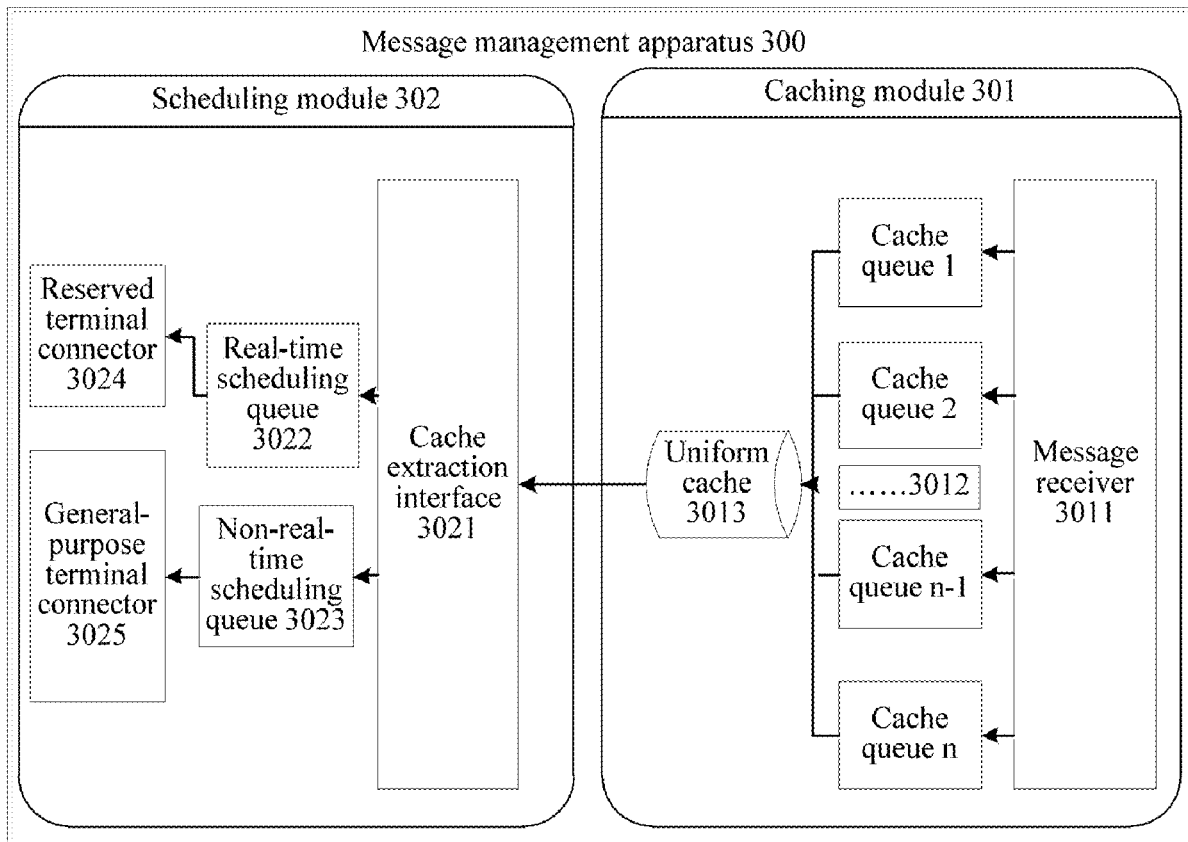 Message management apparatus 300
Scheduling module 302
Reserved
terminal
connector
3024
Real-time
scheduling
queue
3022
General-
purpose
terminal
connector
3025
Non-real-
time
scheduling
queue 3023
Cache
extraction
interface
3021
Caching module 301
Uniform
cache
3013
Cache
queue 1
Cache
queue 2
......3012
Cache
queue n-1
Cache
queue n
Message
receiver
3011